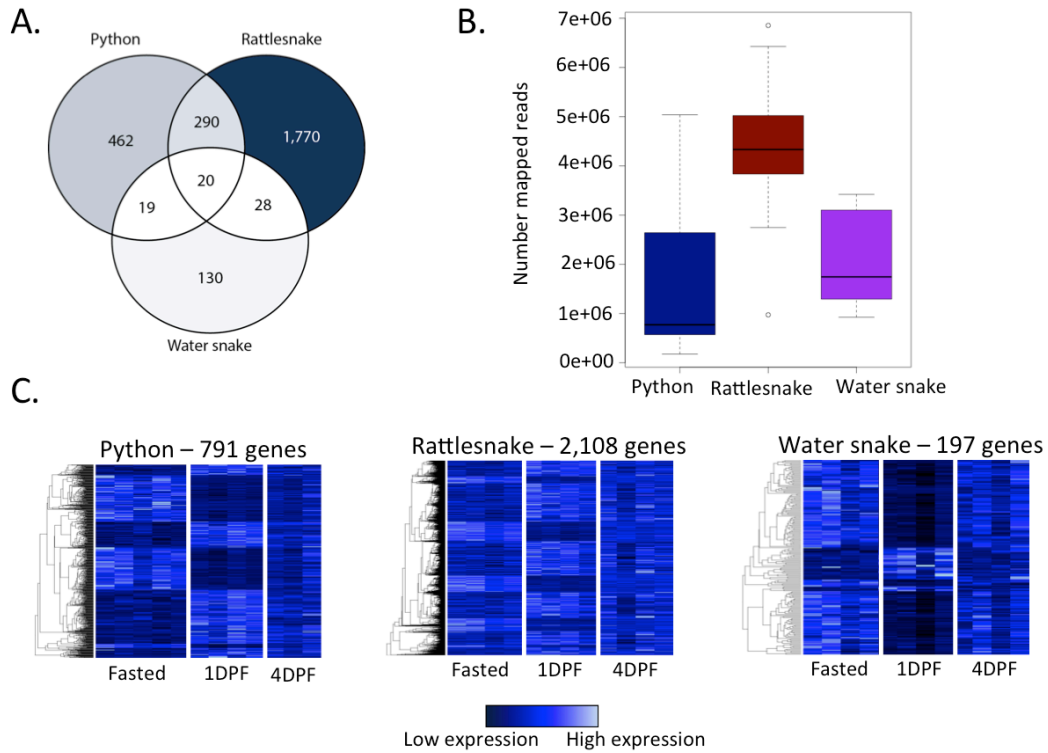 A.
Python
Rattlesnake
462
290
1,770
20
19
28
130
Water snake
B.
Number mapped reads
7e+06
6e+06
5e+06
4e+06
3e+06
2e+06
1e+06
0e+00
Python
Rattlesnake
Water snake
C.
Python – 791 genes
Fasted
1DPF
4DPF
Rattlesnake – 2,108 genes
Fasted
1DPF
4DPF
Water snake – 197 genes
Fasted
1DPF
4DPF
Low expression
High expression